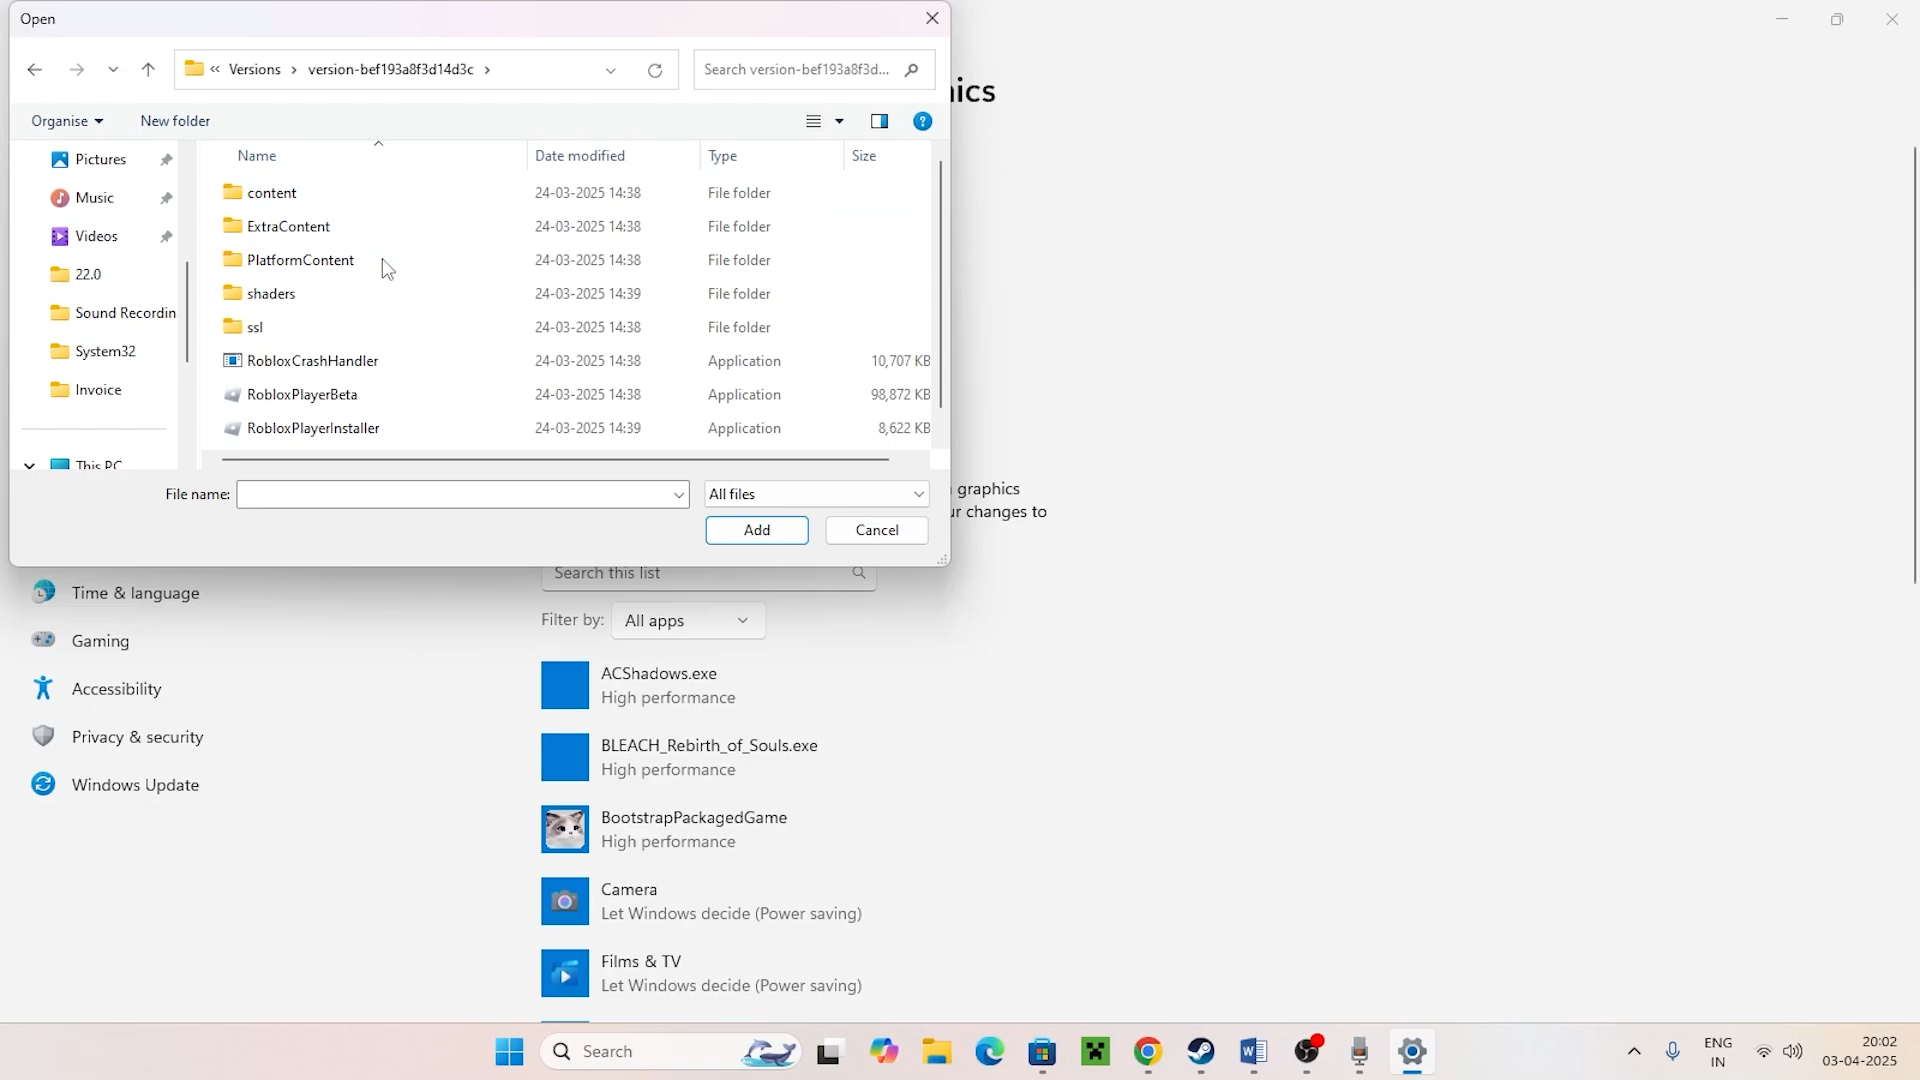 Open
« Versions › version-bef193a8f3d14d3c ›
Search version-bef193a8f3d...
Organise
New folder
?
Pictures
Music
Videos
22.0
Sound Recordin
System32
Invoice
This PC
Name Date modified Type Size
content 24-03-2025 14:38 File folder
ExtraContent 24-03-2025 14:38 File folder
PlatformContent 24-03-2025 14:38 File folder
shaders 24-03-2025 14:39 File folder
ssl 24-03-2025 14:38 File folder
RobloxCrashHandler 24-03-2025 14:38 Application 10,707 KB
RobloxPlayerBeta 24-03-2025 14:38 Application 98,872 KB
RobloxPlayerInstaller 24-03-2025 14:39 Application 8,622 KB
File name:
All files
Add
Cancel
ics
graphics
ur changes to
Time & language
Gaming
Accessibility
Privacy & security
Windows Update
Search this list
Filter by: All apps
ACShadows.exe
High performance
BLEACH_Rebirth_of_Souls.exe
High performance
BootstrapPackagedGame
High performance
Camera
Let Windows decide (Power saving)
Films & TV
Let Windows decide (Power saving)
Search
ENG
IN
20:02
03-04-2025